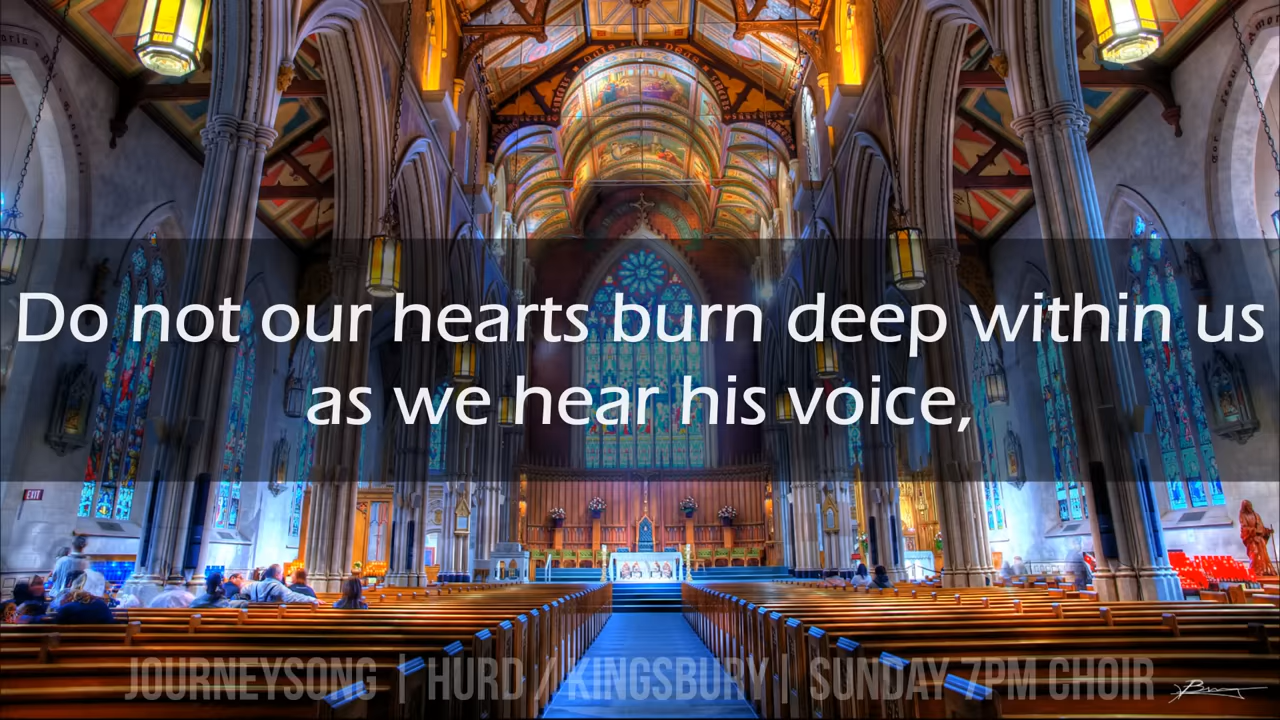 Do not our hearts burn deep within us
as we hear his voice,
EXIT
JOURNEYSONG | HURD / KINGSBURY | SUNDAY 7PM CHOIR